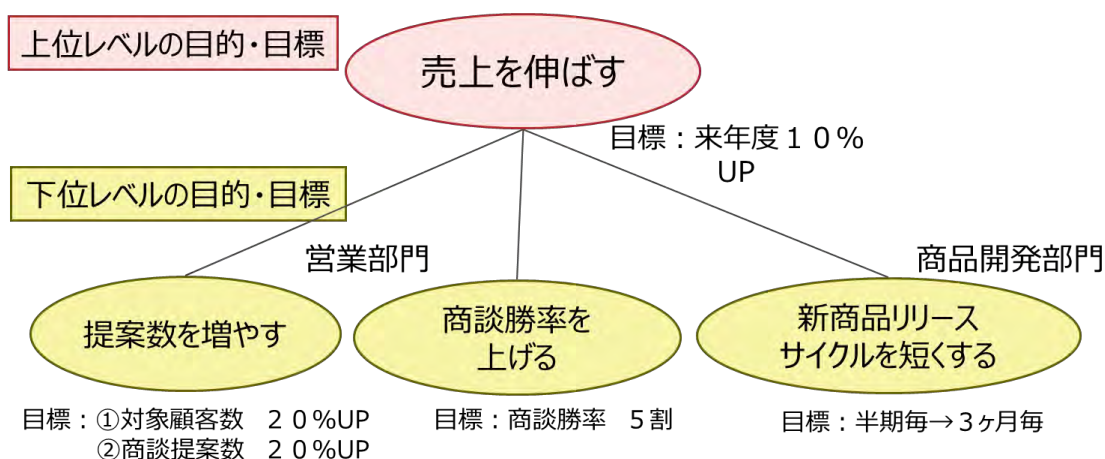 上位レベルの目的・目標
売上を伸ばす
目標：来年度１０％
UP
下位レベルの目的・目標
営業部門
商品開発部門
提案数を増やす
商談勝率を
上げる
新商品リリース
サイクルを短くする
目標：①対象顧客数　２０％UP
②商談提案数　２０％UP
目標：商談勝率　５割
目標：半期毎→３ヶ月毎